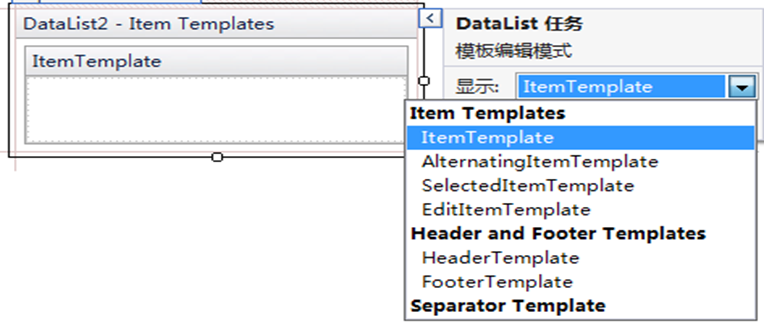 DataList2 - Item Templates
ItemTemplate
DataList 任务
模板编辑模式
显示: ItemTemplate
Item Templates
ItemTemplate
AlternatingItemTemplate
SelectedItemTemplate
EditItemTemplate
Header and Footer Templates
HeaderTemplate
FooterTemplate
Separator Template